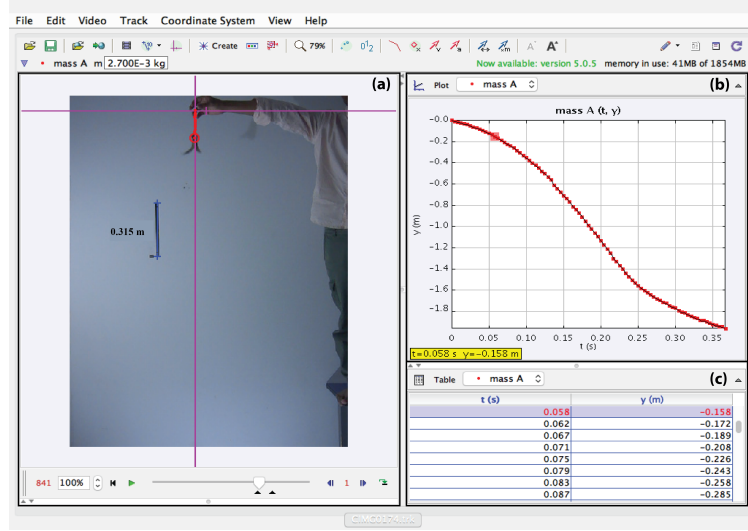 File Edit Video Track Coordinate System View Help
Create 79%
mass A m 2.700E-3 kg
Now available: version 5.0.5 memory in use: 41MB of 1854MB
(a)
0.315 m
841 100% 1
Plot mass A (b)
mass A (t, y)
y (m)
-0.0
-0.2
-0.4
-0.6
-0.8
-1.0
-1.2
-1.4
-1.6
-1.8
0 0.05 0.10 0.15 0.20 0.25 0.30 0.35
t (s)
t=0.058 s y=-0.158 m
Table mass A (c)
t (s) y (m)
0.058 -0.158
0.062 -0.172
0.067 -0.189
0.071 -0.208
0.075 -0.226
0.079 -0.243
0.083 -0.258
0.087 -0.285